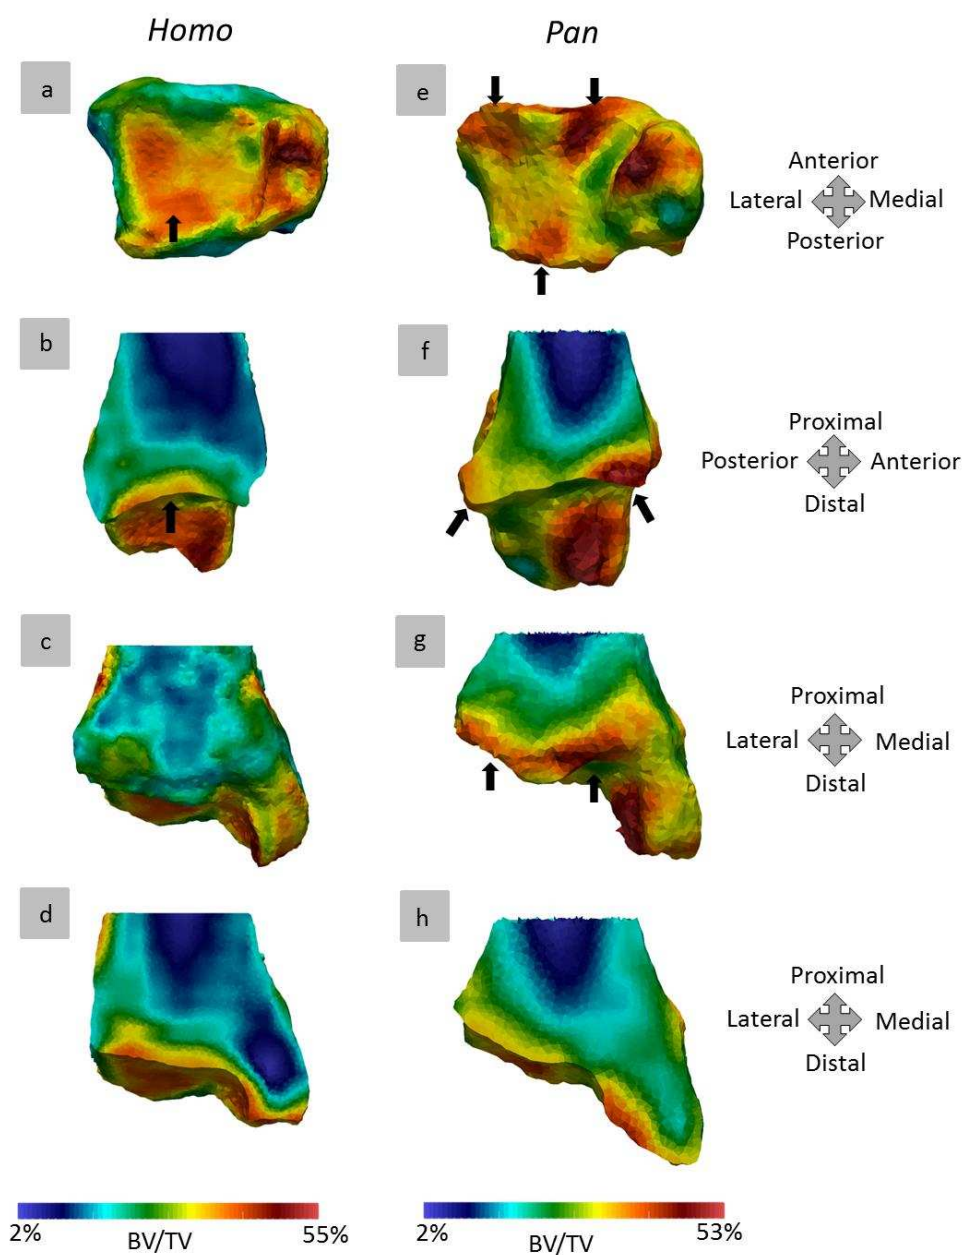 Homo
Pan
a
e
Anterior
Lateral
Medial
Posterior
b
f
Proximal
Posterior
Anterior
Distal
c
g
Proximal
Lateral
Medial
Distal
d
h
Proximal
Lateral
Medial
Distal
2%
BV/TV
55%
2%
BV/TV
53%